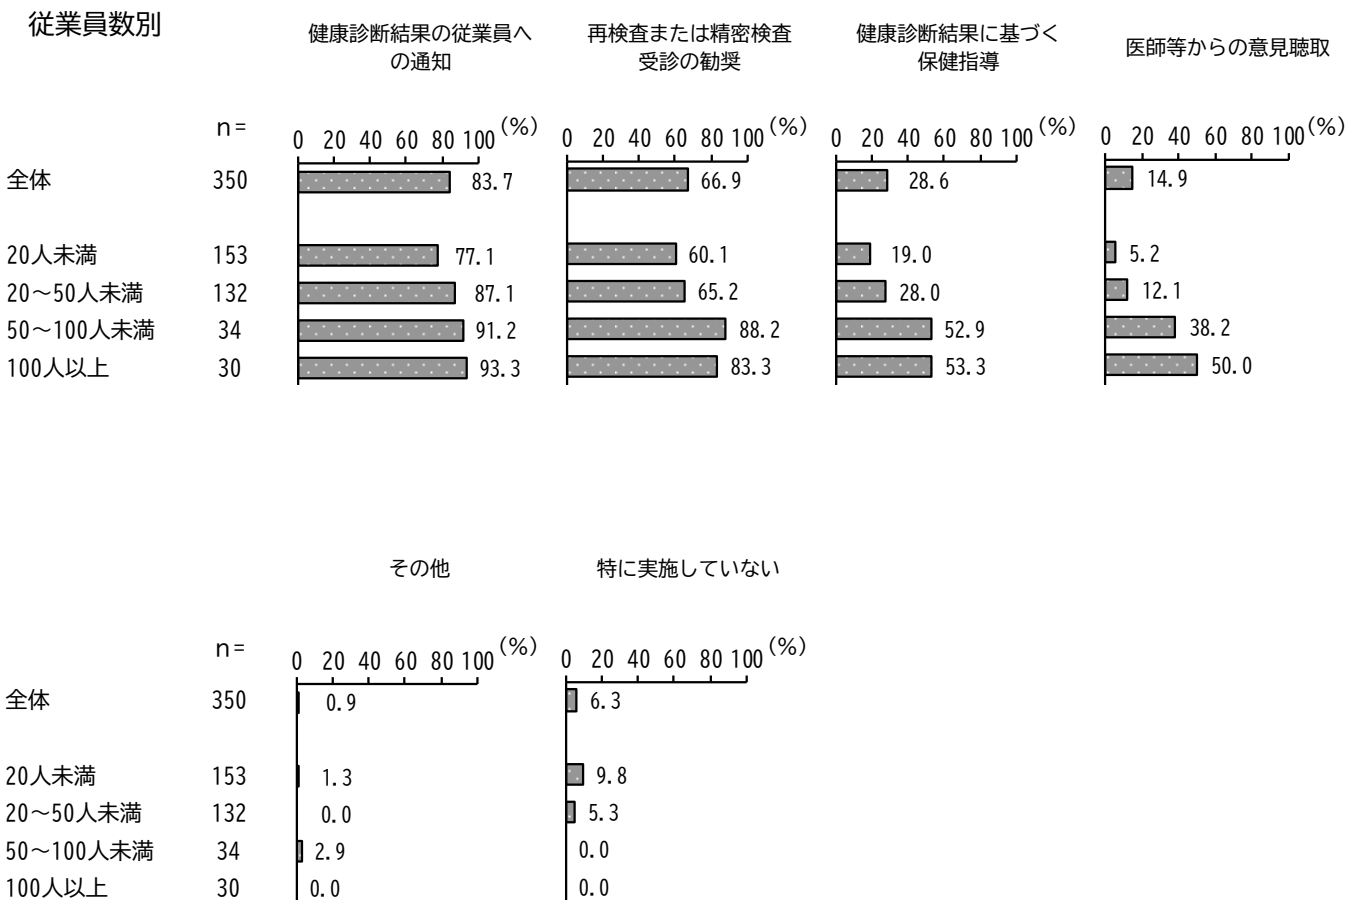 従業員数別
健康診断結果の従業員へ
の通知
再検査または精密検査
受診の勧奨
健康診断結果に基づく
保健指導
医師等からの意見聴取
n= 0 20 40 60 80 100 (%) 0 20 40 60 80 100 (%) 0 20 40 60 80 100 (%) 0 20 40 60 80 100 (%)
全体 350 83.7 66.9 28.6 14.9
20人未満 153 77.1 60.1 19.0 5.2
20〜50人未満 132 87.1 65.2 28.0 12.1
50〜100人未満 34 91.2 88.2 52.9 38.2
100人以上 30 93.3 83.3 53.3 50.0
その他 特に実施していない
n= 0 20 40 60 80 100 (%) 0 20 40 60 80 100 (%)
全体 350 0.9 6.3
20人未満 153 1.3 9.8
20〜50人未満 132 0.0 5.3
50〜100人未満 34 2.9 0.0
100人以上 30 0.0 0.0